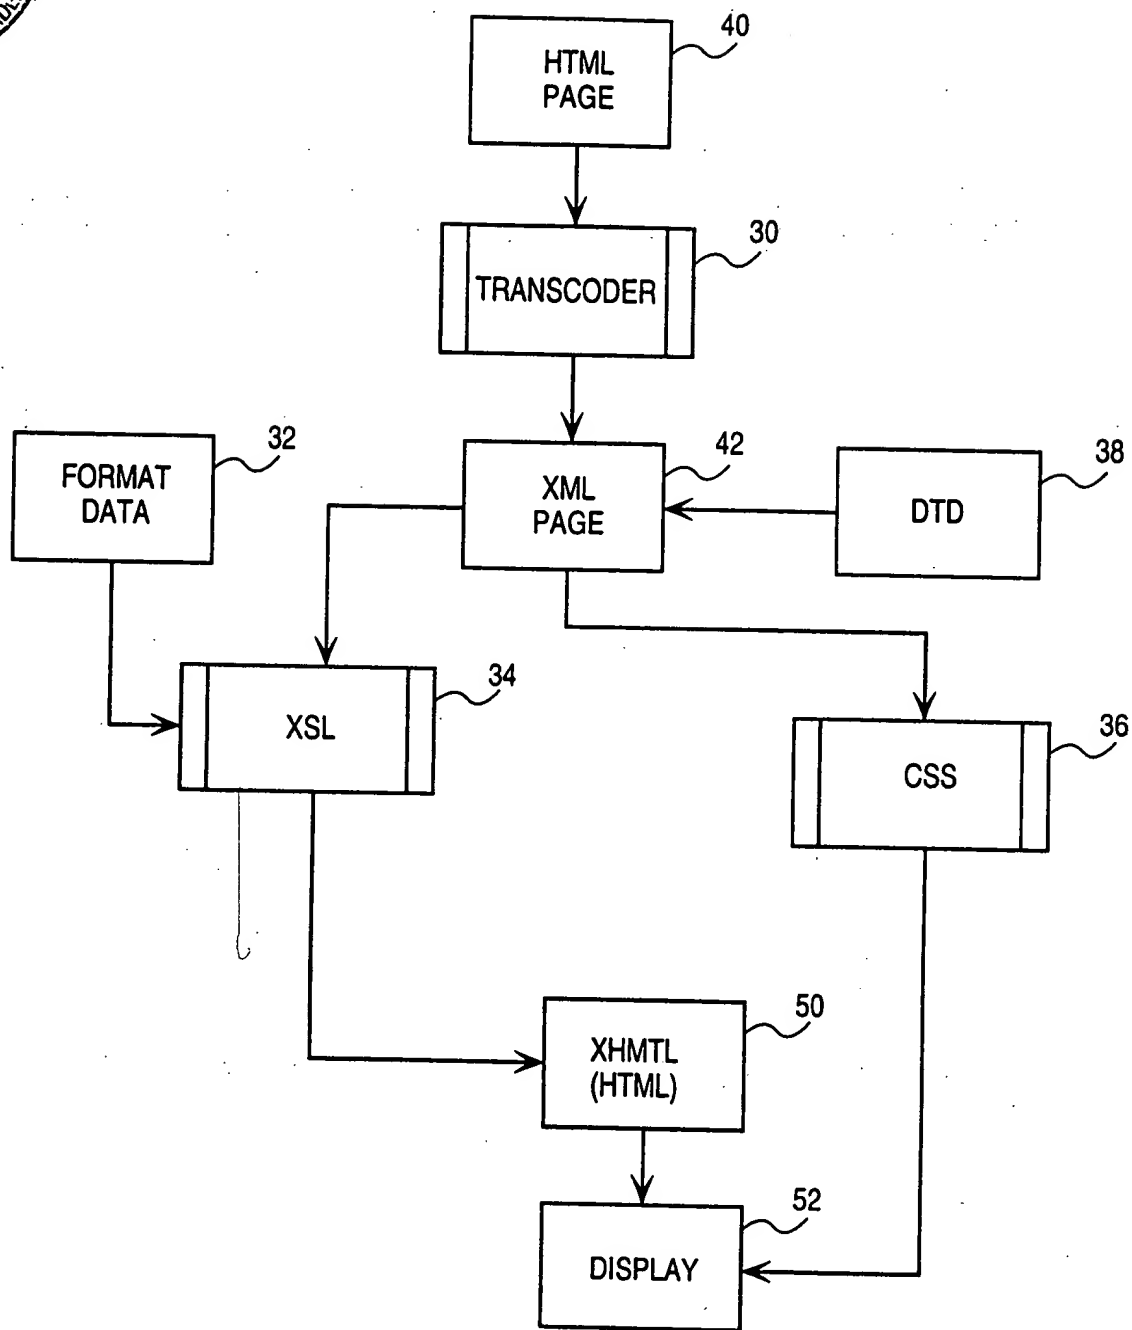 40
HTML
PAGE
30
TRANSCODER
32
FORMAT
DATA
42
XML
PAGE
38
DTD
34
XSL
36
CSS
50
XHMTL
(HTML)
52
DISPLAY